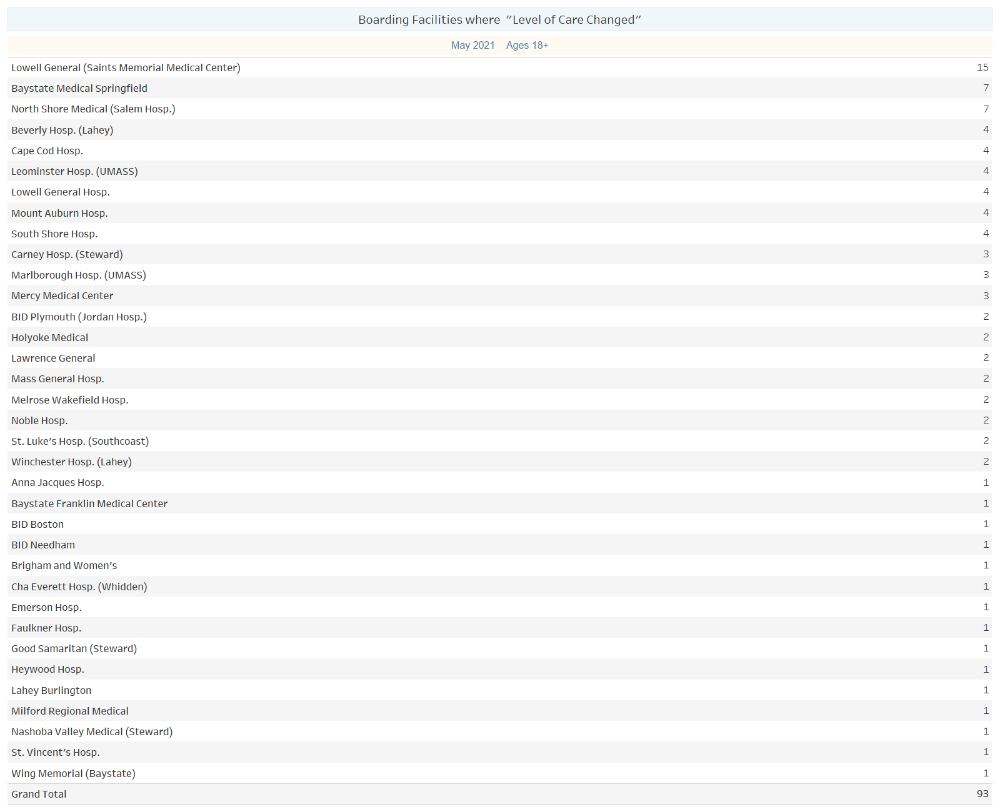 Boarding Facilities where "Level of Care Changed"
May 2021 Ages 18+
Lowell General (Saints Memorial Medical Center) 15
Baystate Medical Springfield 7
North Shore Medical (Salem Hosp.) 7
Beverly Hosp. (Lahey) 4
Cape Cod Hosp. 4
Leominster Hosp. (UMASS) 4
Lowell General Hosp. 4
Mount Auburn Hosp. 4
South Shore Hosp. 4
Carney Hosp. (Steward) 3
Marlborough Hosp. (UMASS) 3
Mercy Medical Center 3
BID Plymouth (Jordan Hosp.) 2
Holyoke Medical 2
Lawrence General 2
Mass General Hosp. 2
Melrose Wakefield Hosp. 2
Noble Hosp. 2
St. Luke's Hosp. (Southcoast) 2
Winchester Hosp. (Lahey) 2
Anna Jacques Hosp. 1
Baystate Franklin Medical Center 1
BID Boston 1
BID Needham 1
Brigham and Women's 1
Cha Everett Hosp. (Whidden) 1
Emerson Hosp. 1
Faulkner Hosp. 1
Good Samaritan (Steward) 1
Heywood Hosp. 1
Lahey Burlington 1
Milford Regional Medical 1
Nashoba Valley Medical (Steward) 1
St. Vincent's Hosp. 1
Wing Memorial (Baystate) 1
Grand Total 93